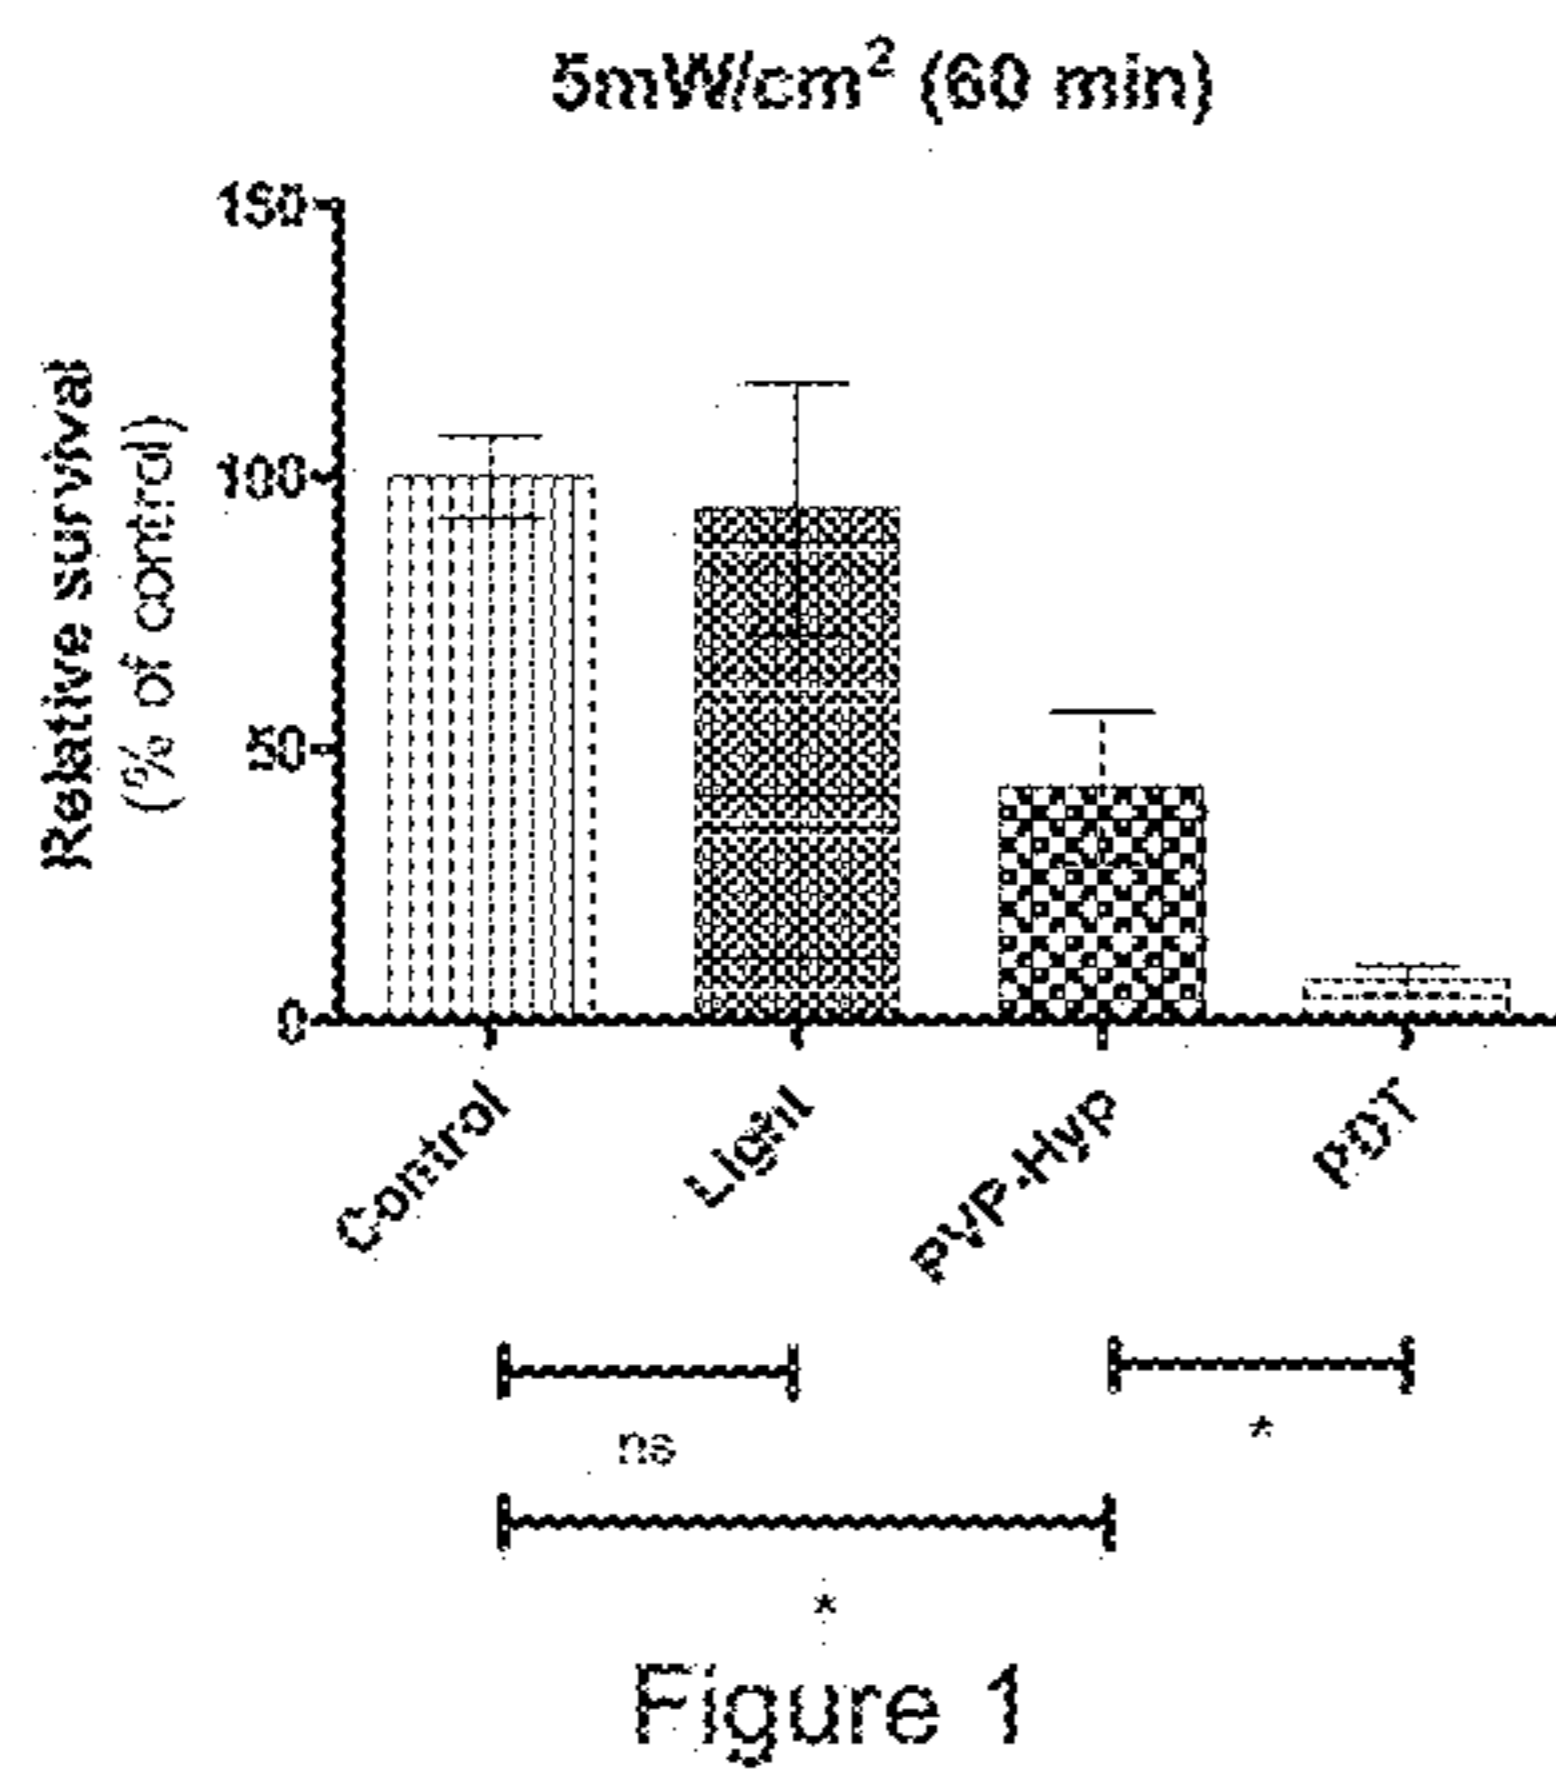 5mW/cm² (60 min)
Relative survival
(% of control)
150
100
50
0
Control
Light
PVP-Hyp
PDT
ns
*
*
Figure 1